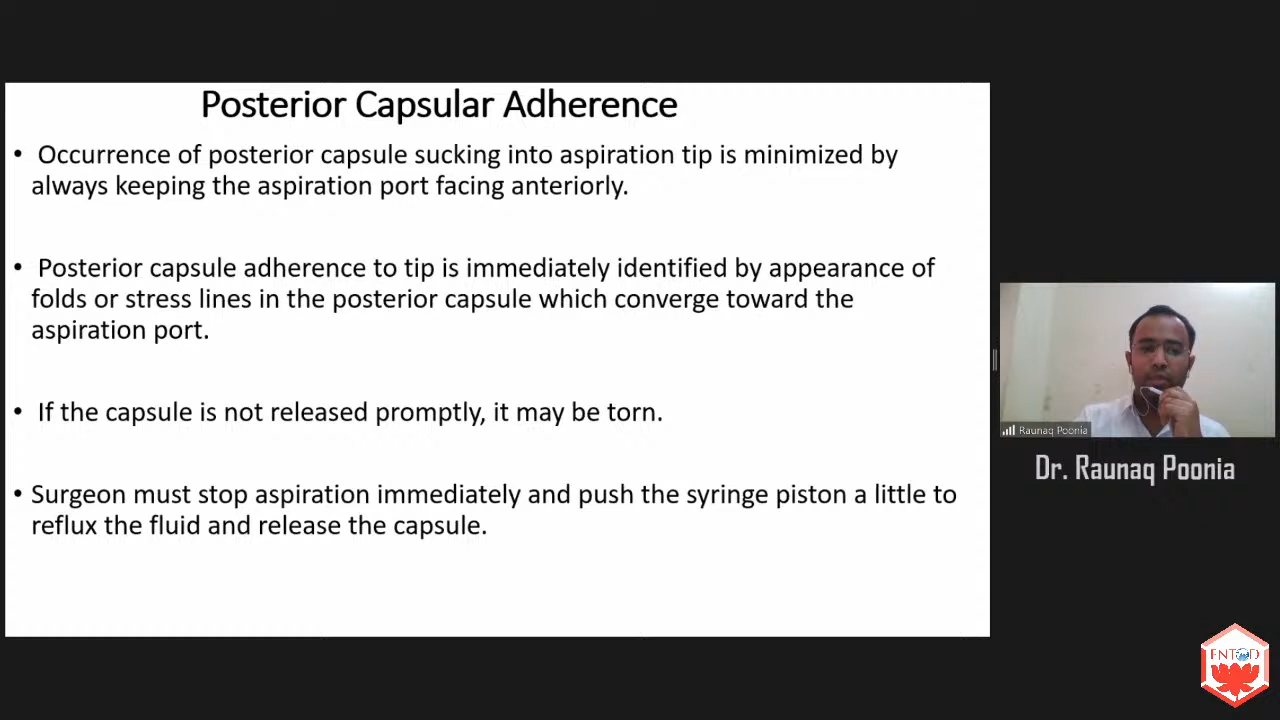 Posterior Capsular Adherence
• Occurrence of posterior capsule sucking into aspiration tip is minimized by
always keeping the aspiration port facing anteriorly.
• Posterior capsule adherence to tip is immediately identified by appearance of
folds or stress lines in the posterior capsule which converge toward the
aspiration port.
• If the capsule is not released promptly, it may be torn.
• Surgeon must stop aspiration immediately and push the syringe piston a little to
reflux the fluid and release the capsule.
Raunaq Poonia
Dr. Raunaq Poonia
ENTOD